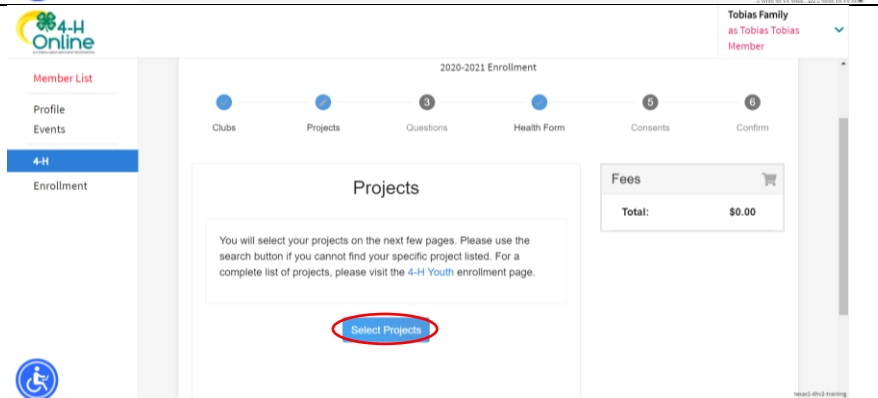 4-H
Online
Tobias Family
as Tobias Tobias
Member
Member List
Profile
Events
4-H
Enrollment
2020-2021 Enrollment
3
5
6
Clubs
Projects
Questions
Health Form
Consents
Confirm
Projects
You will select your projects on the next few pages. Please use the
search button if you cannot find your specific project listed. For a
complete list of projects, please visit the 4-H Youth enrollment page.
Select Projects
Fees
Total: $0.00